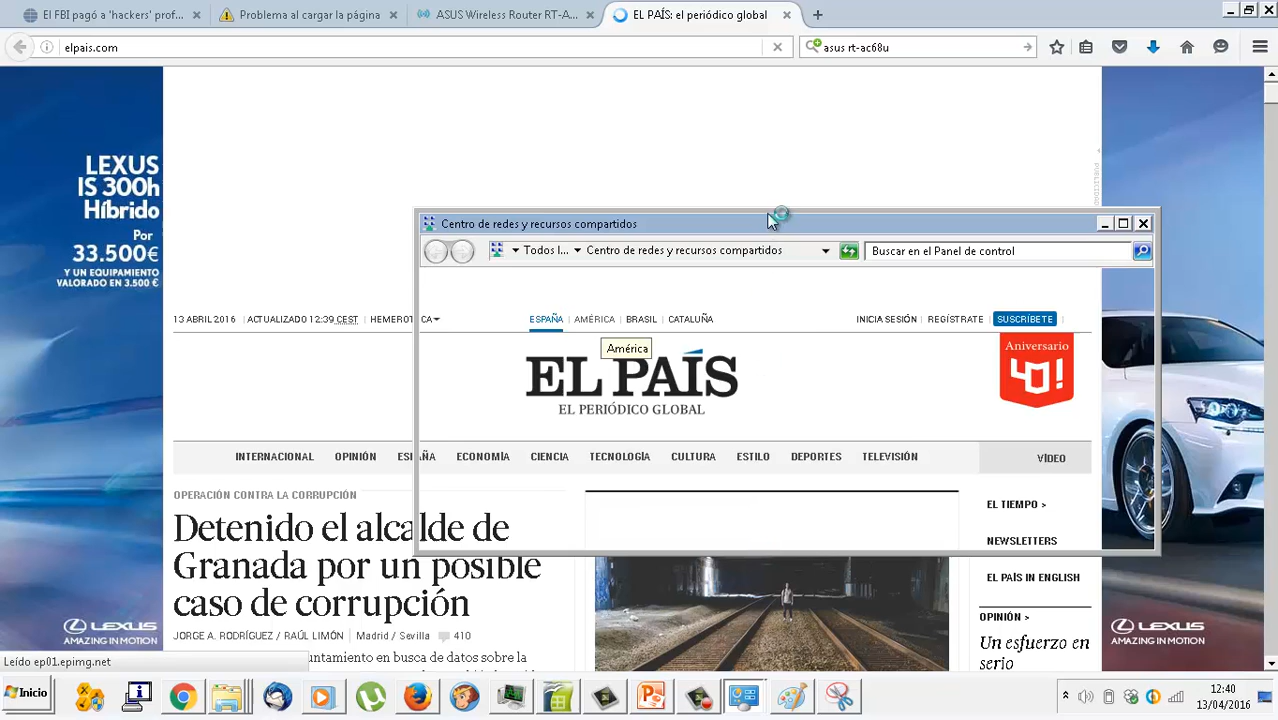 El FBI pagó a 'hackers' prof...
Problema al cargar la página
ASUS Wireless Router RT-A...
EL PAÍS: el periódico global
elpais.com
asus rt-ac68u
LEXUS
IS 300h
Híbrido
Por
33.500€
Y UN EQUIPAMIENTO
VALORADO EN 3.500 €
Centro de redes y recursos compartidos
Todos l...
Centro de redes y recursos compartidos
Buscar en el Panel de control
13 ABRIL 2016
ACTUALIZADO 12:39 CEST
ESPAÑA
AMÉRICA
BRASIL
CATALUÑA
INICIA SESIÓN
REGÍSTRATE
SUSCRÍBETE
América
Aniversario
40!
EL PAÍS
EL PERIÓDICO GLOBAL
INTERNACIONAL
OPINIÓN
ESPAÑA
ECONOMÍA
CIENCIA
TECNOLOGÍA
CULTURA
ESTILO
DEPORTES
TELEVISIÓN
VÍDEO
OPERACIÓN CONTRA LA CORRUPCIÓN
Detenido el alcalde de
Granada por un posible
caso de corrupción
JORGE A. RODRÍGUEZ / RAÚL LIMÓN
Madrid / Sevilla
410
untamiento en busca de datos sobre la
EL TIEMPO >
NEWSLETTERS
EL PAÍS IN ENGLISH
OPINIÓN >
Un esfuerzo en
serio
LEXUS
AMAZING IN MOTION
LEXUS
AMAZING IN MOTION
Leído ep01.epimg.net
Inicio
12:40
13/04/2016